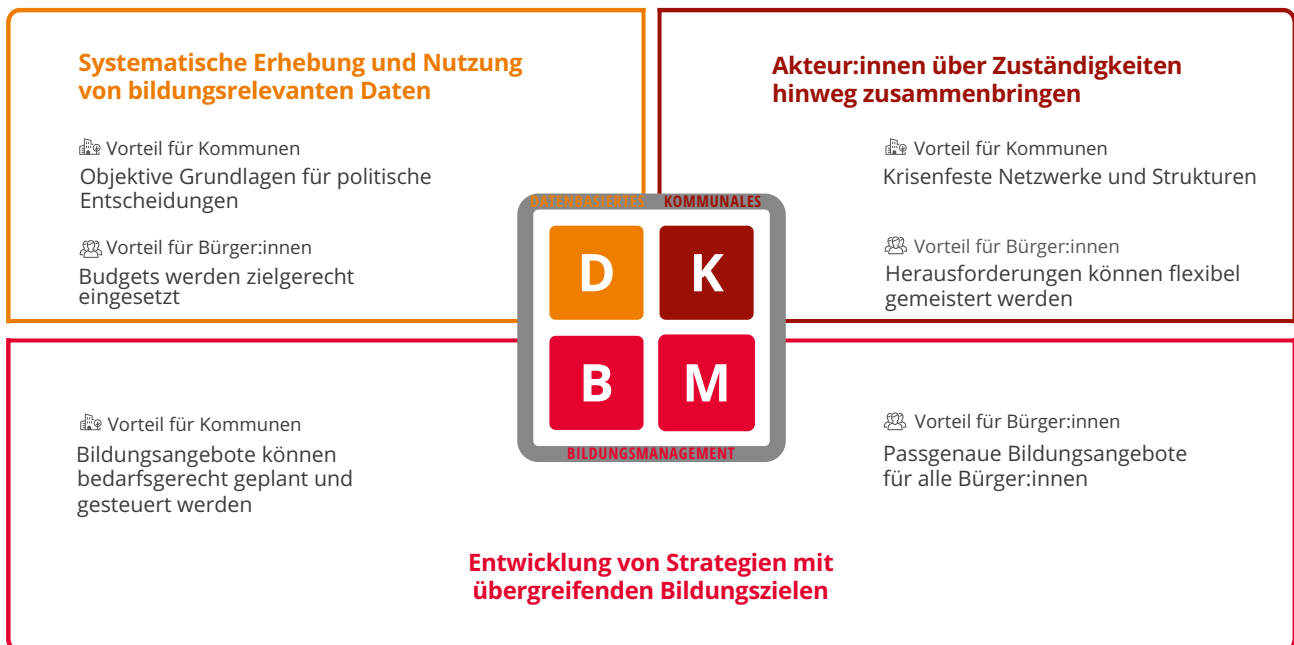 Systematische Erhebung und Nutzung
von bildungsrelevanten Daten
Vorteil für Kommunen
Objektive Grundlagen für politische
Entscheidungen
Vorteil für Bürger:innen
Budgets werden zielgerecht
eingesetzt
Akteur:innen über Zuständigkeiten
hinweg zusammenbringen
Vorteil für Kommunen
Krisenfeste Netzwerke und Strukturen
Vorteil für Bürger:innen
Herausforderungen können flexibel
gemeistert werden
DATENBASIERTES KOMMUNALES
D K
B M
BILDUNGSMANAGEMENT
Vorteil für Kommunen
Bildungsangebote können
bedarfsgerecht geplant und
gesteuert werden
Vorteil für Bürger:innen
Passgenaue Bildungsangebote
für alle Bürger:innen
Entwicklung von Strategien mit
übergreifenden Bildungszielen